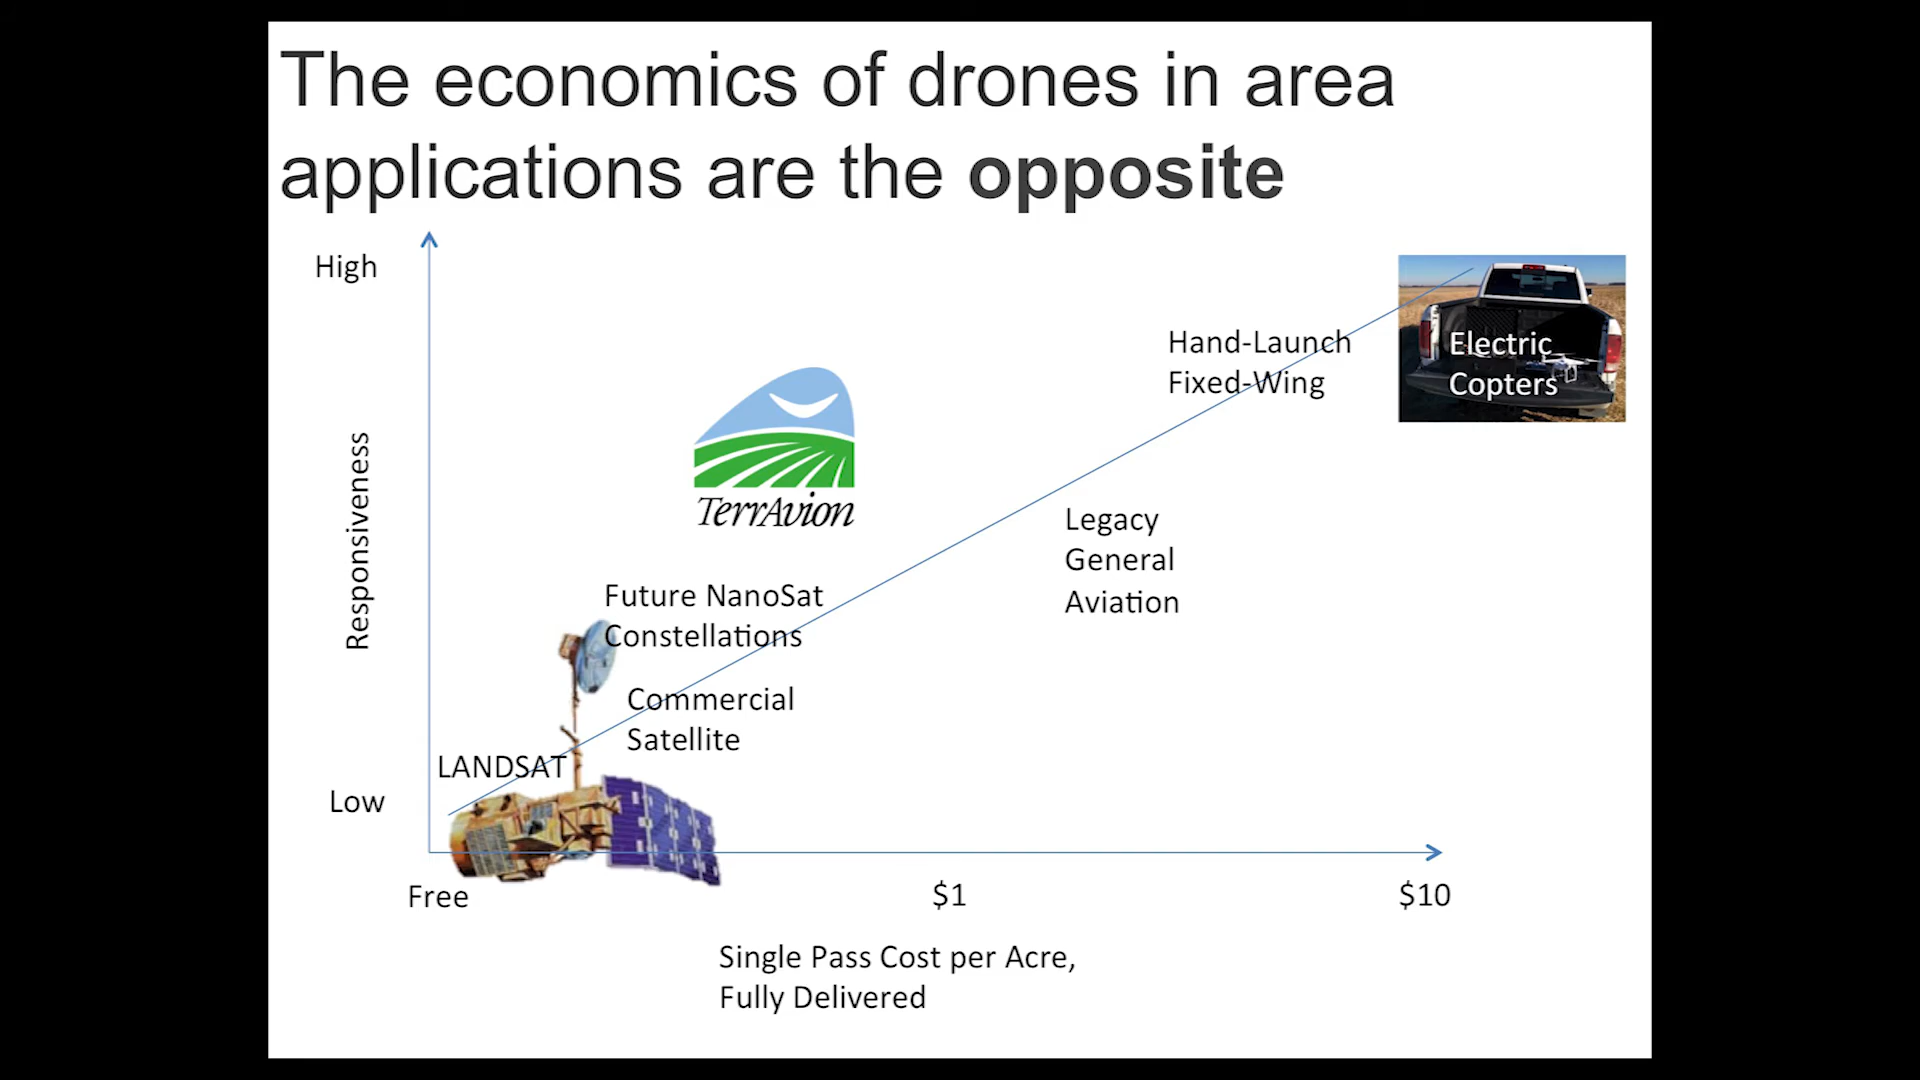 The economics of drones in area
applications are the opposite
High
Hand-Launch
Fixed-Wing
Electric
Copters
TerrAvion
Responsiveness
Legacy
General
Aviation
Future NanoSat
Constellations
Commercial
Satellite
LANDSAT
Low
Free
$1
$10
Single Pass Cost per Acre,
Fully Delivered